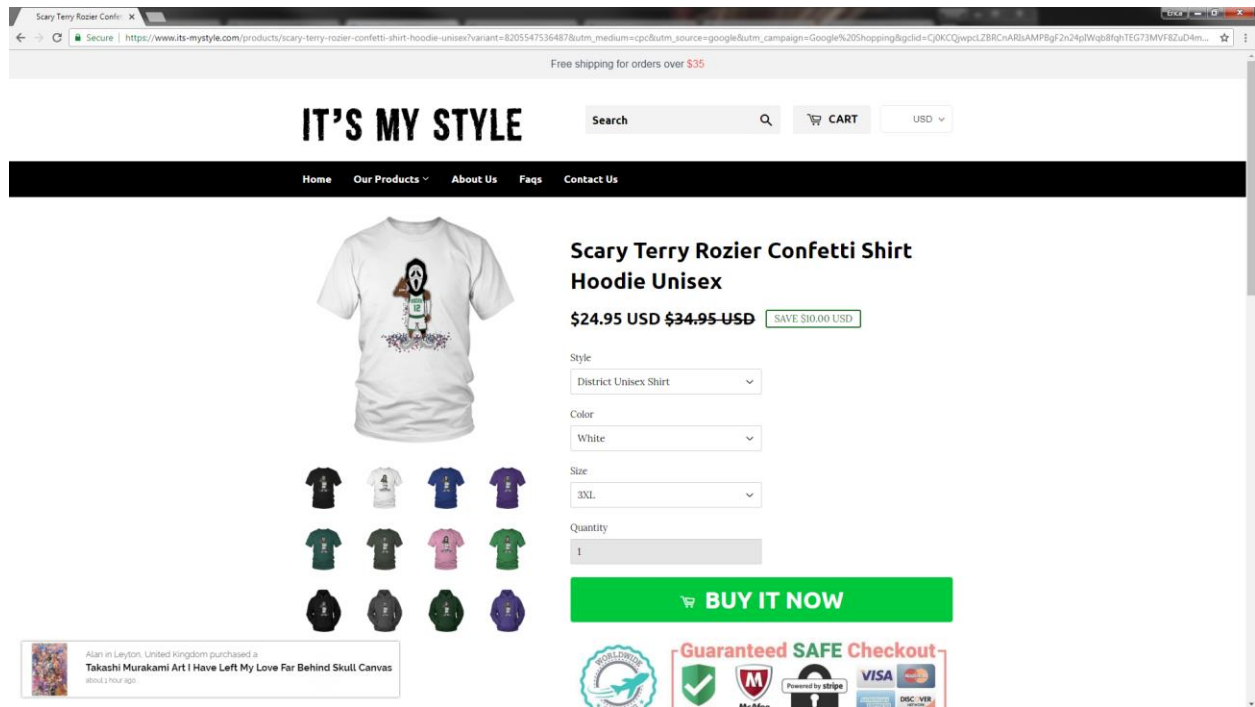 Scary Terry Rozier Confet
Erica
Secure
https://www.its-mystyle.com/products/scary-terry-rozier-confetti-shirt-hoodie-unisex?variant=8205547536487&utm_medium=cpc&utm_source=google&utm_campaign=Google%20Shopping&gclid=
Free shipping for orders over $35
IT'S MY STYLE
Search
CART
USD
Home Our Products About Us Faqs Contact Us
Scary Terry Rozier Confetti Shirt
Hoodie Unisex
$24.95 USD $34.95 USD SAVE $10.00 USD
Style
District Unisex Shirt
Color
White
Size
3XL
Quantity
1
BUY IT NOW
12
Alan in Leyton, United Kingdom purchased a
Takashi Murakami Art I Have Left My Love Far Behind Skull Canvas
about 1 hour ago
WORLDWIDE
Guaranteed SAFE Checkout
M
McAfee
Powered by stripe
VISA
DISCOVER